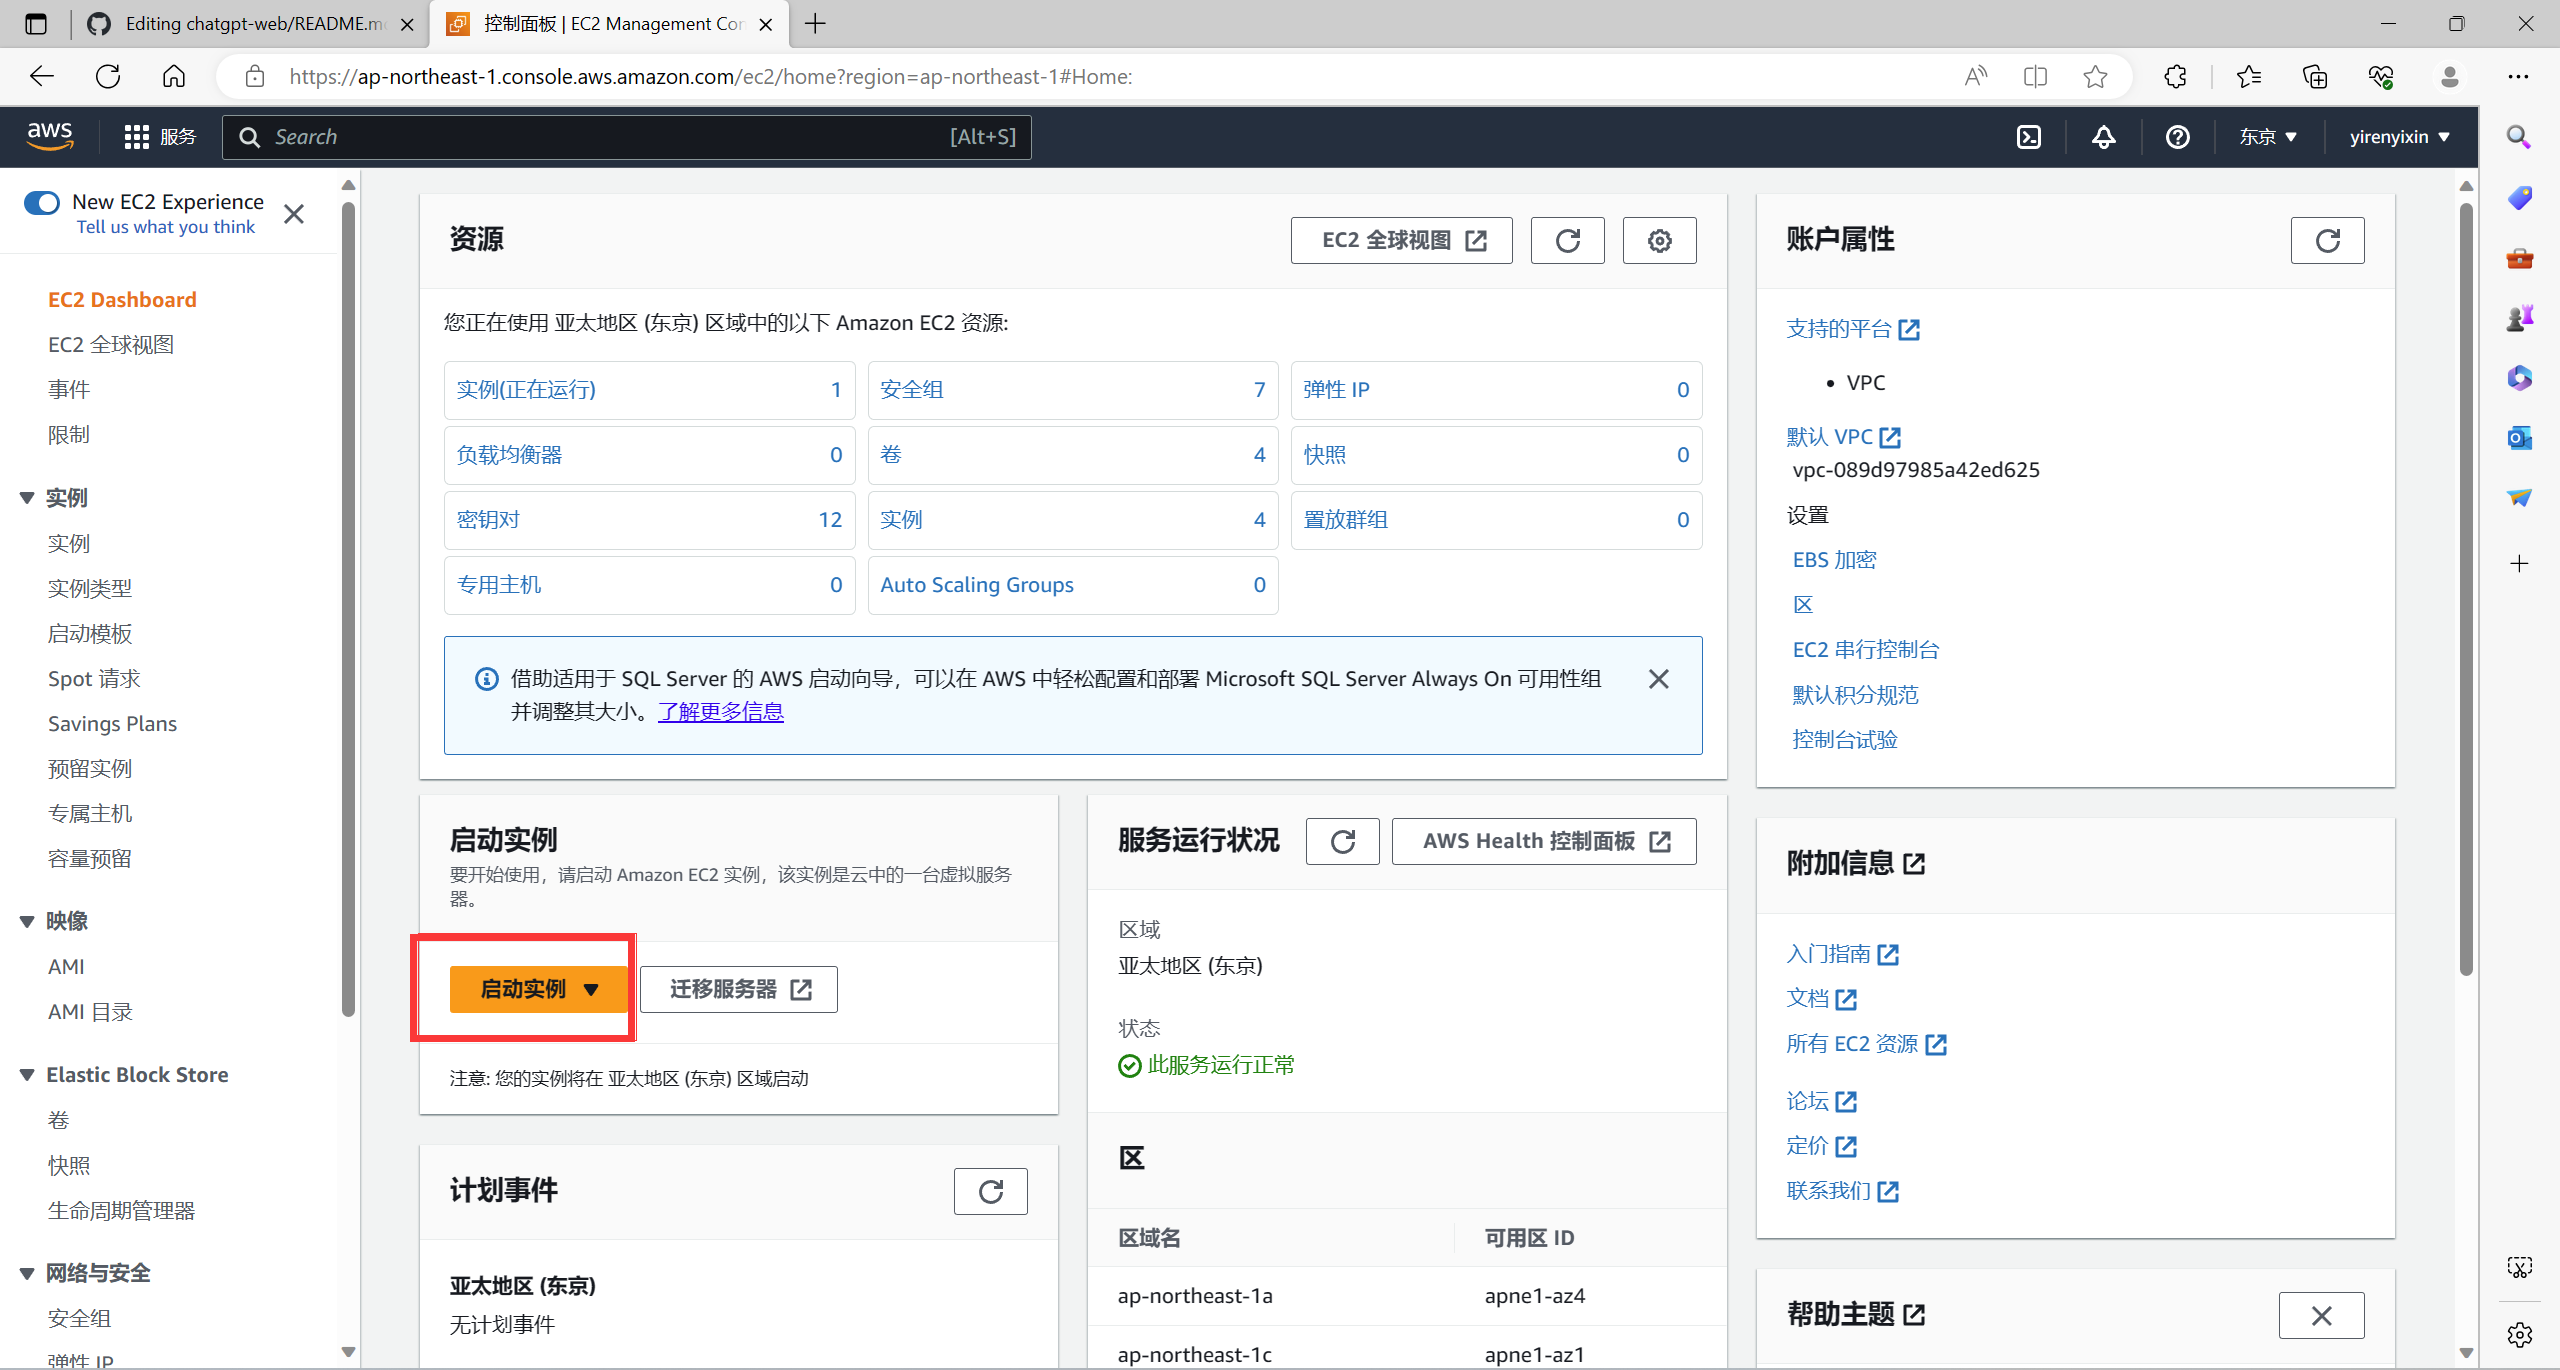 Editing chatgpt-web/README.m
控制面板 | EC2 Management Con
https://ap-northeast-1.console.aws.amazon.com/ec2/home?region=ap-northeast-1#Home:
aws
服务
Search
[Alt+S]
东京
yirenyixin
New EC2 Experience
Tell us what you think
EC2 Dashboard
EC2 全球视图
事件
限制
实例
实例
实例类型
启动模板
Spot 请求
Savings Plans
预留实例
专属主机
容量预留
映像
AMI
AMI 目录
Elastic Block Store
卷
快照
生命周期管理器
网络与安全
安全组
弹性 IP
资源
EC2 全球视图
您正在使用 亚太地区 (东京) 区域中的以下 Amazon EC2 资源:
实例(正在运行) 1
安全组 7
弹性 IP 0
负载均衡器 0
卷 4
快照 0
密钥对 12
实例 4
置放群组 0
专用主机 0
Auto Scaling Groups 0
借助适用于 SQL Server 的 AWS 启动向导，可以在 AWS 中轻松配置和部署 Microsoft SQL Server Always On 可用性组
并调整其大小。了解更多信息
启动实例
要开始使用，请启动 Amazon EC2 实例，该实例是云中的一台虚拟服务
器。
启动实例
迁移服务器
注意: 您的实例将在 亚太地区 (东京) 区域启动
计划事件
亚太地区 (东京)
无计划事件
服务运行状况
AWS Health 控制面板
区域
亚太地区 (东京)
状态
此服务运行正常
区
区域名 可用区 ID
ap-northeast-1a apne1-az4
ap-northeast-1c apne1-az1
账户属性
支持的平台
• VPC
默认 VPC
vpc-089d97985a42ed625
设置
EBS 加密
区
EC2 串行控制台
默认积分规范
控制台试验
附加信息
入门指南
文档
所有 EC2 资源
论坛
定价
联系我们
帮助主题